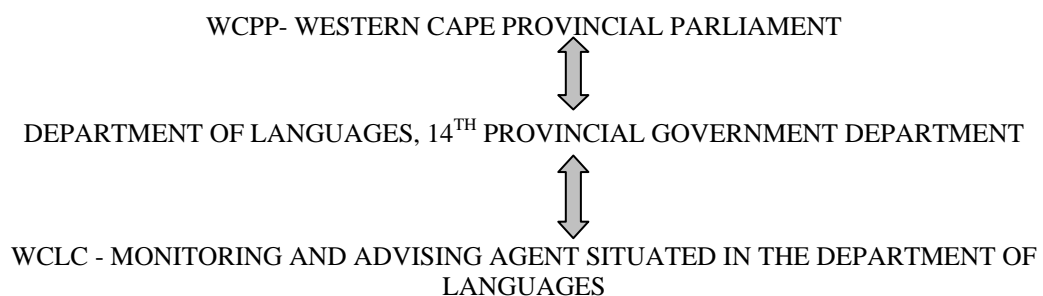 WCPP- WESTERN CAPE PROVINCIAL PARLIAMENT
DEPARTMENT OF LANGUAGES, 14TH PROVINCIAL GOVERNMENT DEPARTMENT
WCLC - MONITORING AND ADVISING AGENT SITUATED IN THE DEPARTMENT OF
LANGUAGES